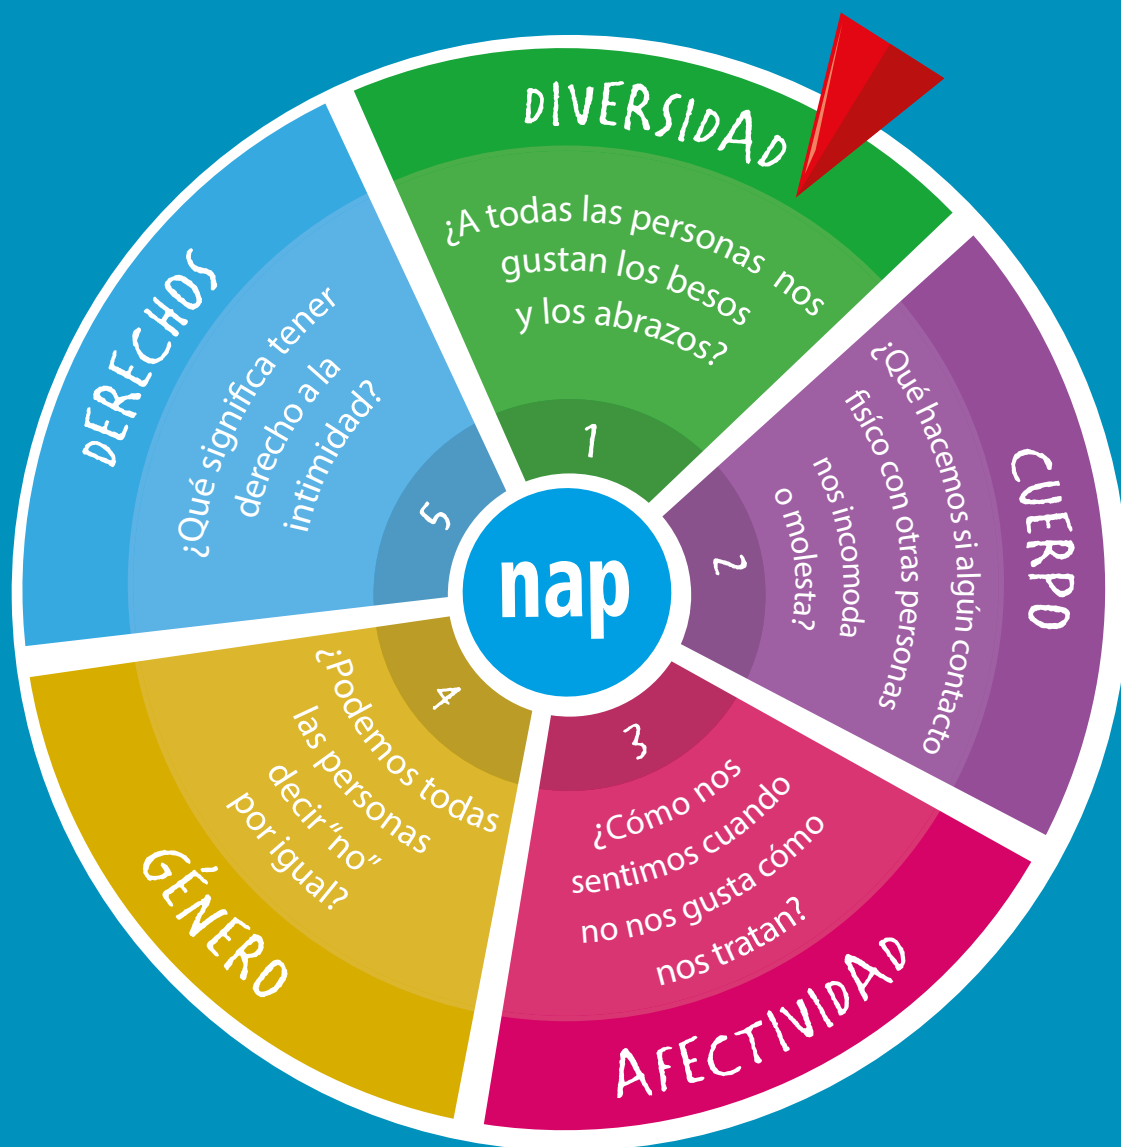 DIVERSIDAD
¿A todas las personas nos
gustan los besos
y los abrazos?
1
CUERPO
¿Qué hacemos si algún contacto
fisíco con otras personas
nos incomoda
o molesta?
2
AFECTIVIDAD
3
¿Cómo nos
sentimos cuando
no nos gusta cómo
nos tratan?
GÉNERO
4
¿Podemos todas
las personas
decir “no”
por igual?
DERECHOS
¿Qué significa tener
derecho a la
intimidad?
5
nap